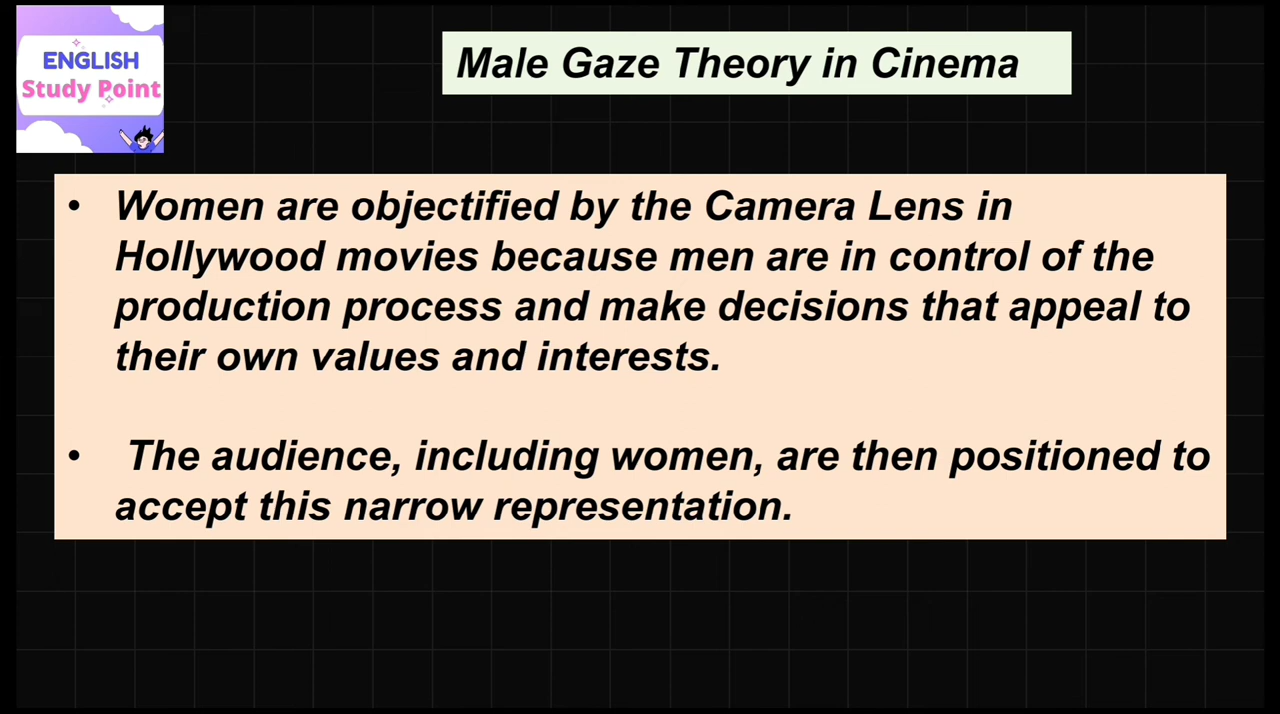 ENGLISH
Study Point
Male Gaze Theory in Cinema
• Women are objectified by the Camera Lens in
Hollywood movies because men are in control of the
production process and make decisions that appeal to
their own values and interests.
• The audience, including women, are then positioned to
accept this narrow representation.